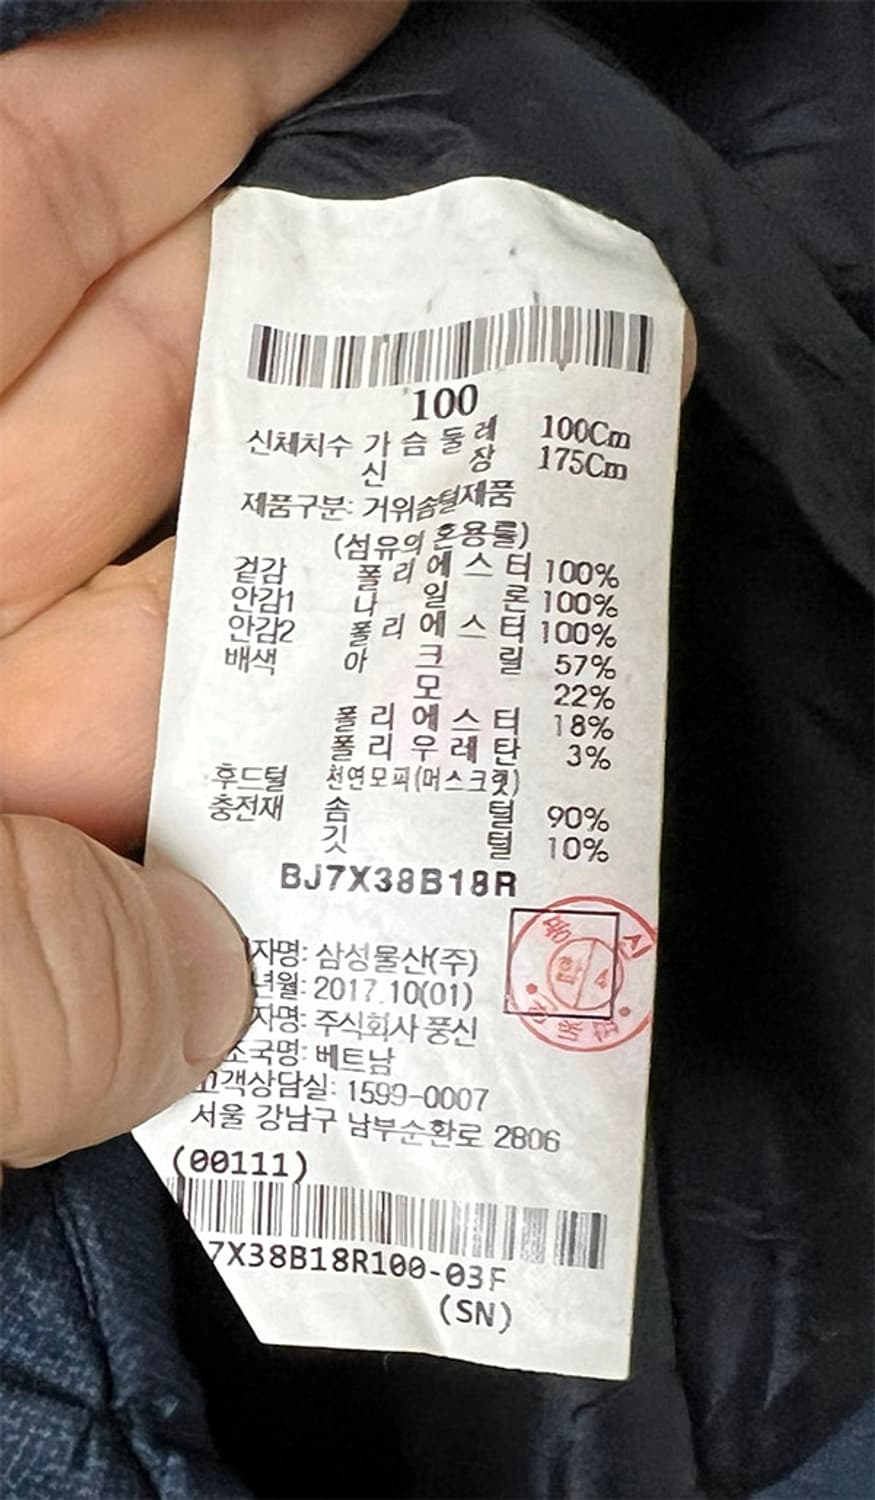 100
신체치수 가슴둘레 100Cm
신장 175Cm
제품구분: 거위솜털제품
(섬유의 혼용률)
겉감 폴리에스터 100%
안감1 나일론 100%
안감2 폴리에스터 100%
배색 아크릴 57%
모 22%
폴리에스터 18%
폴리우레탄 3%
후드털 천연모피(머스크랫)
충전재 솜털 90%
깃털 10%
BJ7X38B18R
자명: 삼성물산(주)
년월: 2017.10(01)
자명: 주식회사 풍신
조국명: 베트남
고객상담실: 1599-0007
서울 강남구 남부순환로 2806
(00111)
7X38B18R100-03F
(SN)